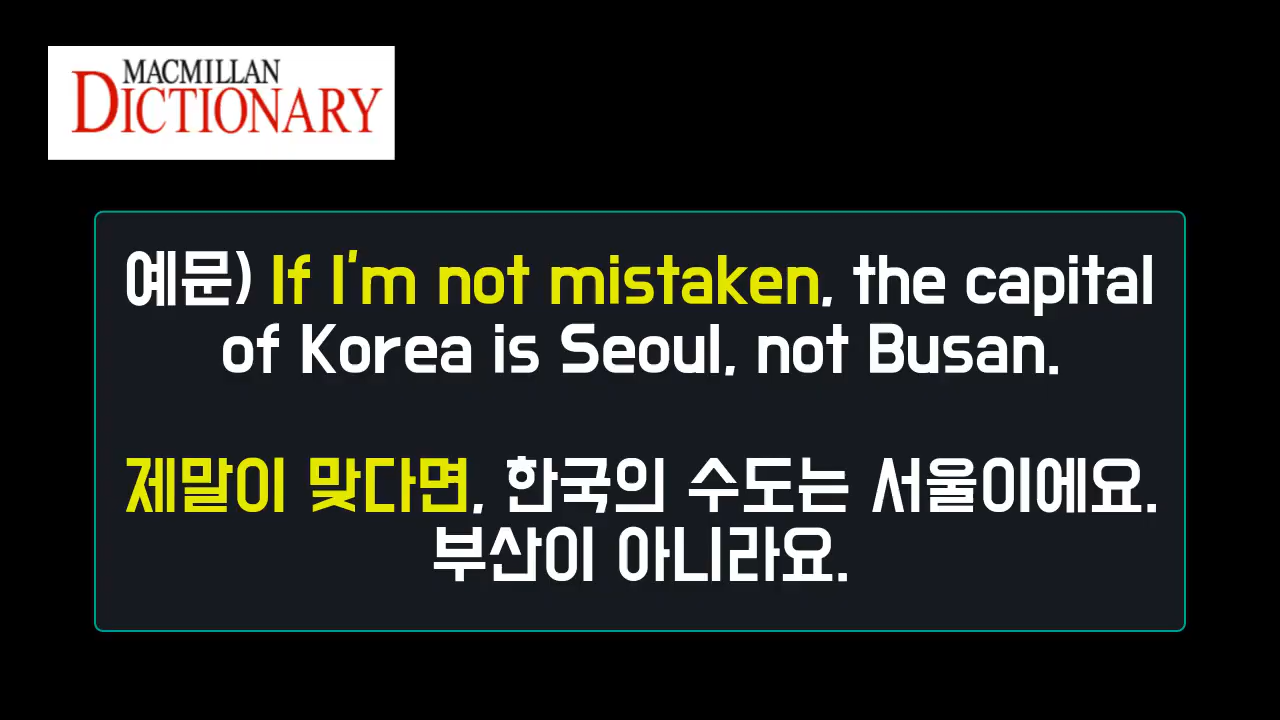 MACMILLAN
DICTIONARY
예문) If I'm not mistaken, the capital
of Korea is Seoul, not Busan.
제말이 맞다면, 한국의 수도는 서울이에요.
부산이 아니라요.